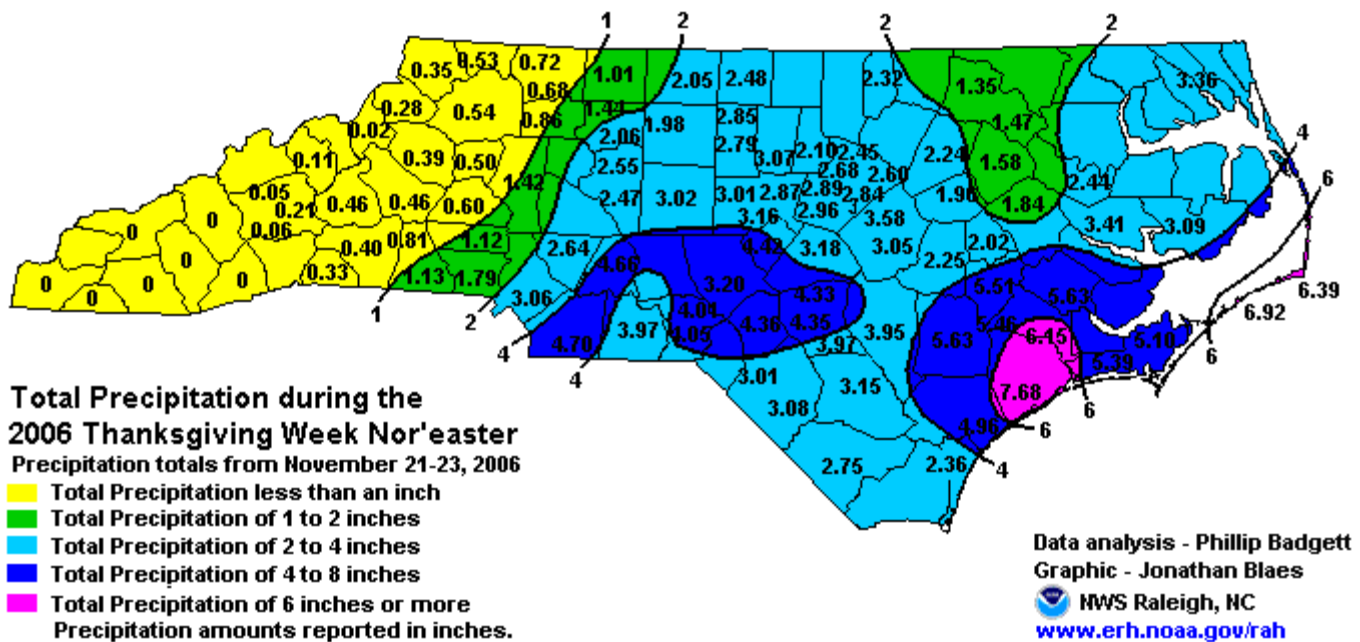 1 2 2 2
0.35 0.53 0.72 1.01 2.05 2.48 2.32 1.35 3.36
0.28 0.54 0.68 1.44 1.47
0.02 0.86 2.06 1.98 2.85 4
0.11 0.39 0.50 2.55 2.79 3.07 2.10 2.45 2.24 1.58
2.68 2.60
0.05 0.46 0.46 0.60 1.42 2.47 3.02 3.01 2.87 2.89 2.84 1.96 1.84 2.44 6
0.21 3.16 2.96 3.58
0 0 0.06 0.40 0.81 1.12 2.64 4.42 3.18 3.05 2.02 3.41 3.09
0 0 0 0 0 0.33 1.13 1.79 4.66 3.20 2.25
3.06 4.01 4.33 5.51 5.63 6.39
1 2 3.97 4.05 4.36 4.35 3.95 5.46 6.92
4 4.70 3.97 5.63 6.15 5.39 5.10 6
4 3.01 3.15 7.68 6
3.08 4.96 6
2.75 2.36 4
Total Precipitation during the
2006 Thanksgiving Week Nor'easter
Precipitation totals from November 21-23, 2006
Total Precipitation less than an inch
Total Precipitation of 1 to 2 inches
Total Precipitation of 2 to 4 inches
Total Precipitation of 4 to 8 inches
Total Precipitation of 6 inches or more
Precipitation amounts reported in inches.
Data analysis - Phillip Badgett
Graphic - Jonathan Blaes
NWS Raleigh, NC
www.erh.noaa.gov/rah